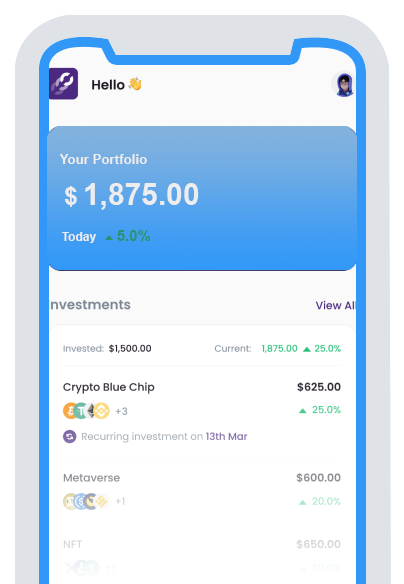 Hello 👋
Your Portfolio
$ 1,875.00
Today ▲ 5.0%
nvestments View All
Invested: $1,500.00 Current: 1,875.00 ▲ 25.0%
Crypto Blue Chip $625.00
+3 ▲ 25.0%
Recurring investment on 13th Mar
Metaverse $600.00
+1 ▲ 20.0%
NFT $650.00